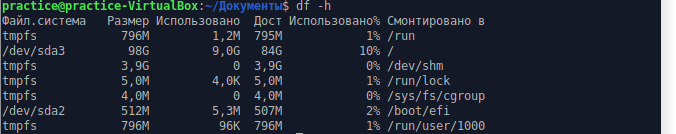 practice@practice-VirtualBox:~/Документы$ df -h
Файл.система Размер Использовано Дост Использовано% Смонтировано в
tmpfs 796M 1,2M 795M 1% /run
/dev/sda3 98G 9,0G 84G 10% /
tmpfs 3,9G 0 3,9G 0% /dev/shm
tmpfs 5,0M 4,0K 5,0M 1% /run/lock
tmpfs 4,0M 0 4,0M 0% /sys/fs/cgroup
/dev/sda2 512M 5,3M 507M 2% /boot/efi
tmpfs 796M 96K 796M 1% /run/user/1000